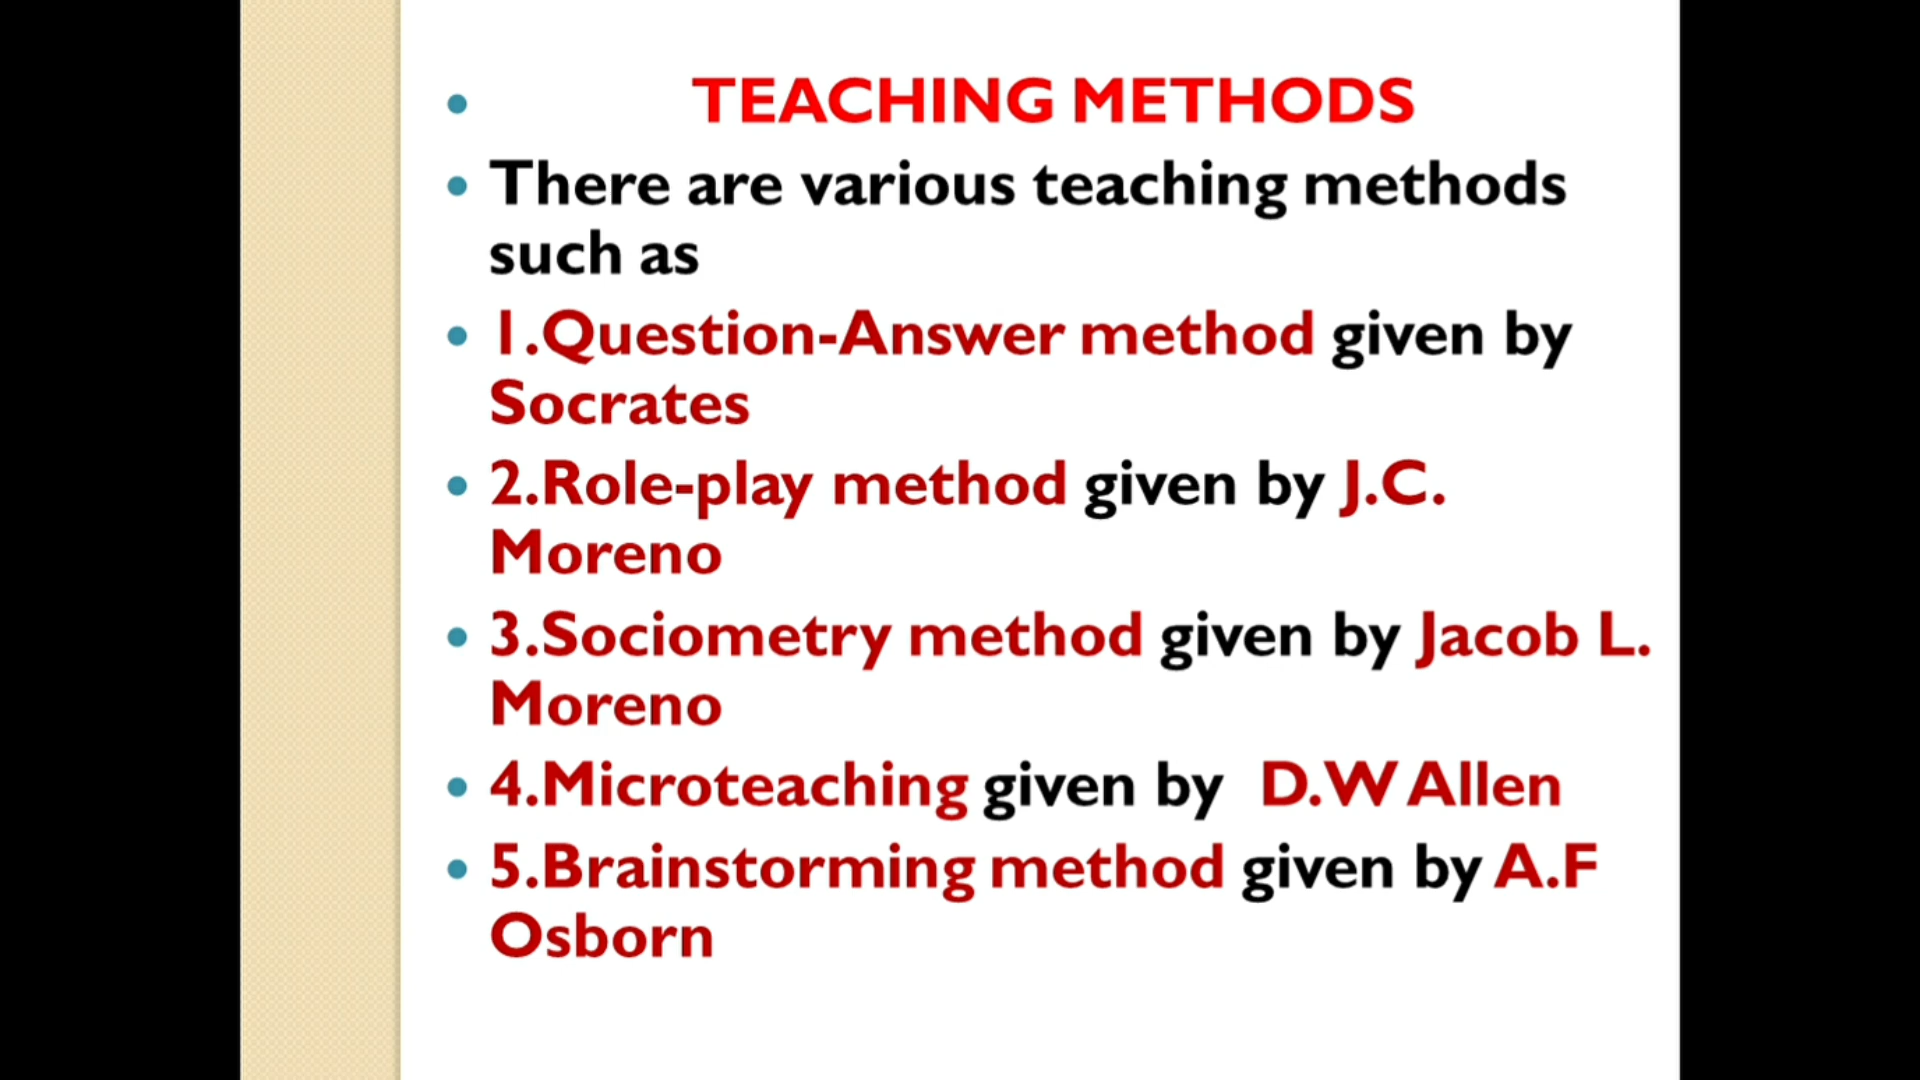 TEACHING METHODS
There are various teaching methods
such as
1.Question-Answer method given by
Socrates
2.Role-play method given by J.C.
Moreno
3.Sociometry method given by Jacob L.
Moreno
4.Microteaching given by D.W Allen
5.Brainstorming method given by A.F
Osborn